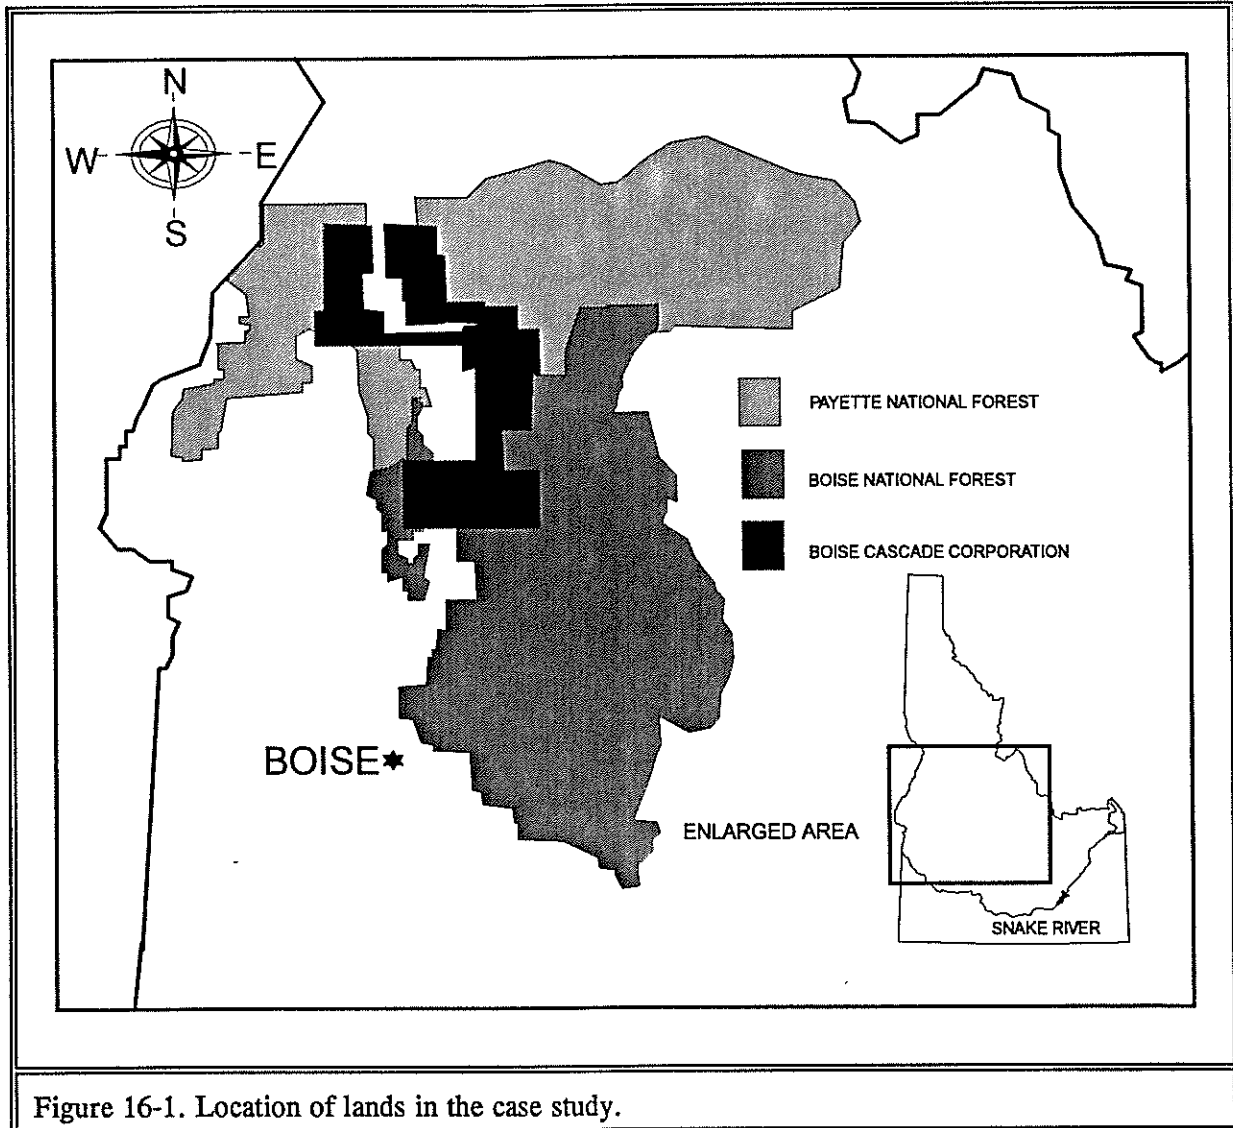 N
W E
S
PAYETTE NATIONAL FOREST
BOISE NATIONAL FOREST
BOISE CASCADE CORPORATION
BOISE
ENLARGED AREA
SNAKE RIVER
Figure 16-1. Location of lands in the case study.